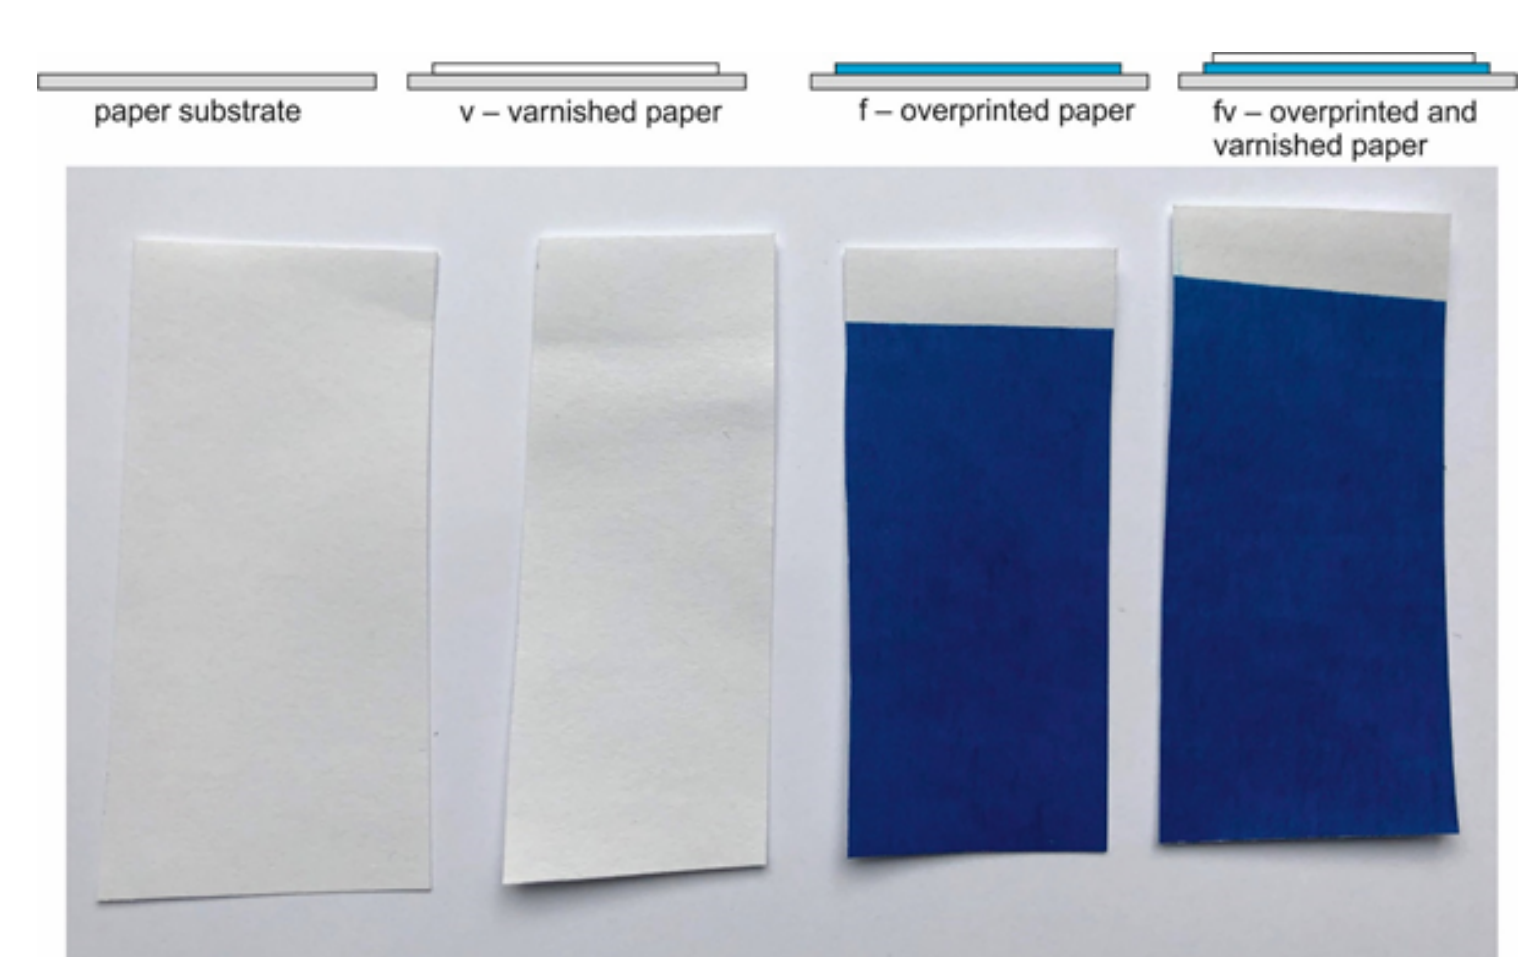 paper substrate
v – varnished paper
f – overprinted paper
fv – overprinted and
varnished paper